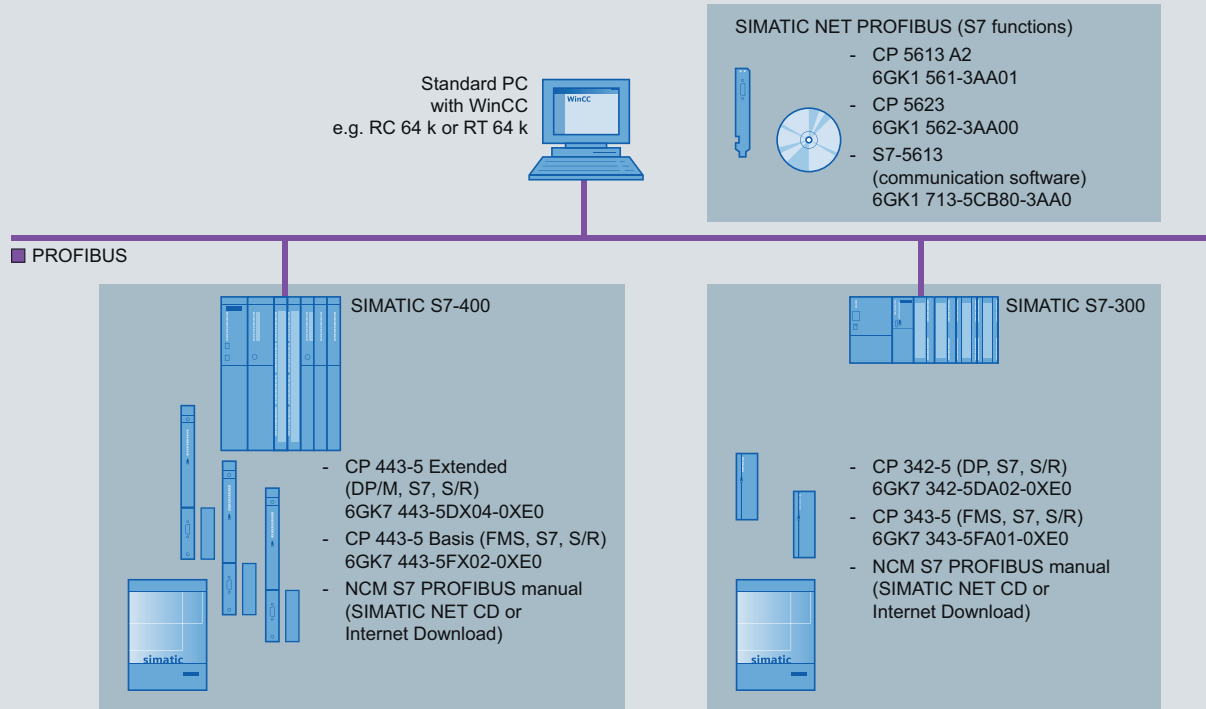 SIMATIC NET PROFIBUS (S7 functions)
- CP 5613 A2
6GK1 561-3AA01
- CP 5623
6GK1 562-3AA00
- S7-5613
(communication software)
6GK1 713-5CB80-3AA0
Standard PC
with WinCC
e.g. RC 64 k or RT 64 k
WinCC
PROFIBUS
SIMATIC S7-400
- CP 443-5 Extended
(DP/M, S7, S/R)
6GK7 443-5DX04-0XE0
- CP 443-5 Basis (FMS, S7, S/R)
6GK7 443-5FX02-0XE0
- NCM S7 PROFIBUS manual
(SIMATIC NET CD or
Internet Download)
simatic
SIMATIC S7-300
- CP 342-5 (DP, S7, S/R)
6GK7 342-5DA02-0XE0
- CP 343-5 (FMS, S7, S/R)
6GK7 343-5FA01-0XE0
- NCM S7 PROFIBUS manual
(SIMATIC NET CD or
Internet Download)
simatic